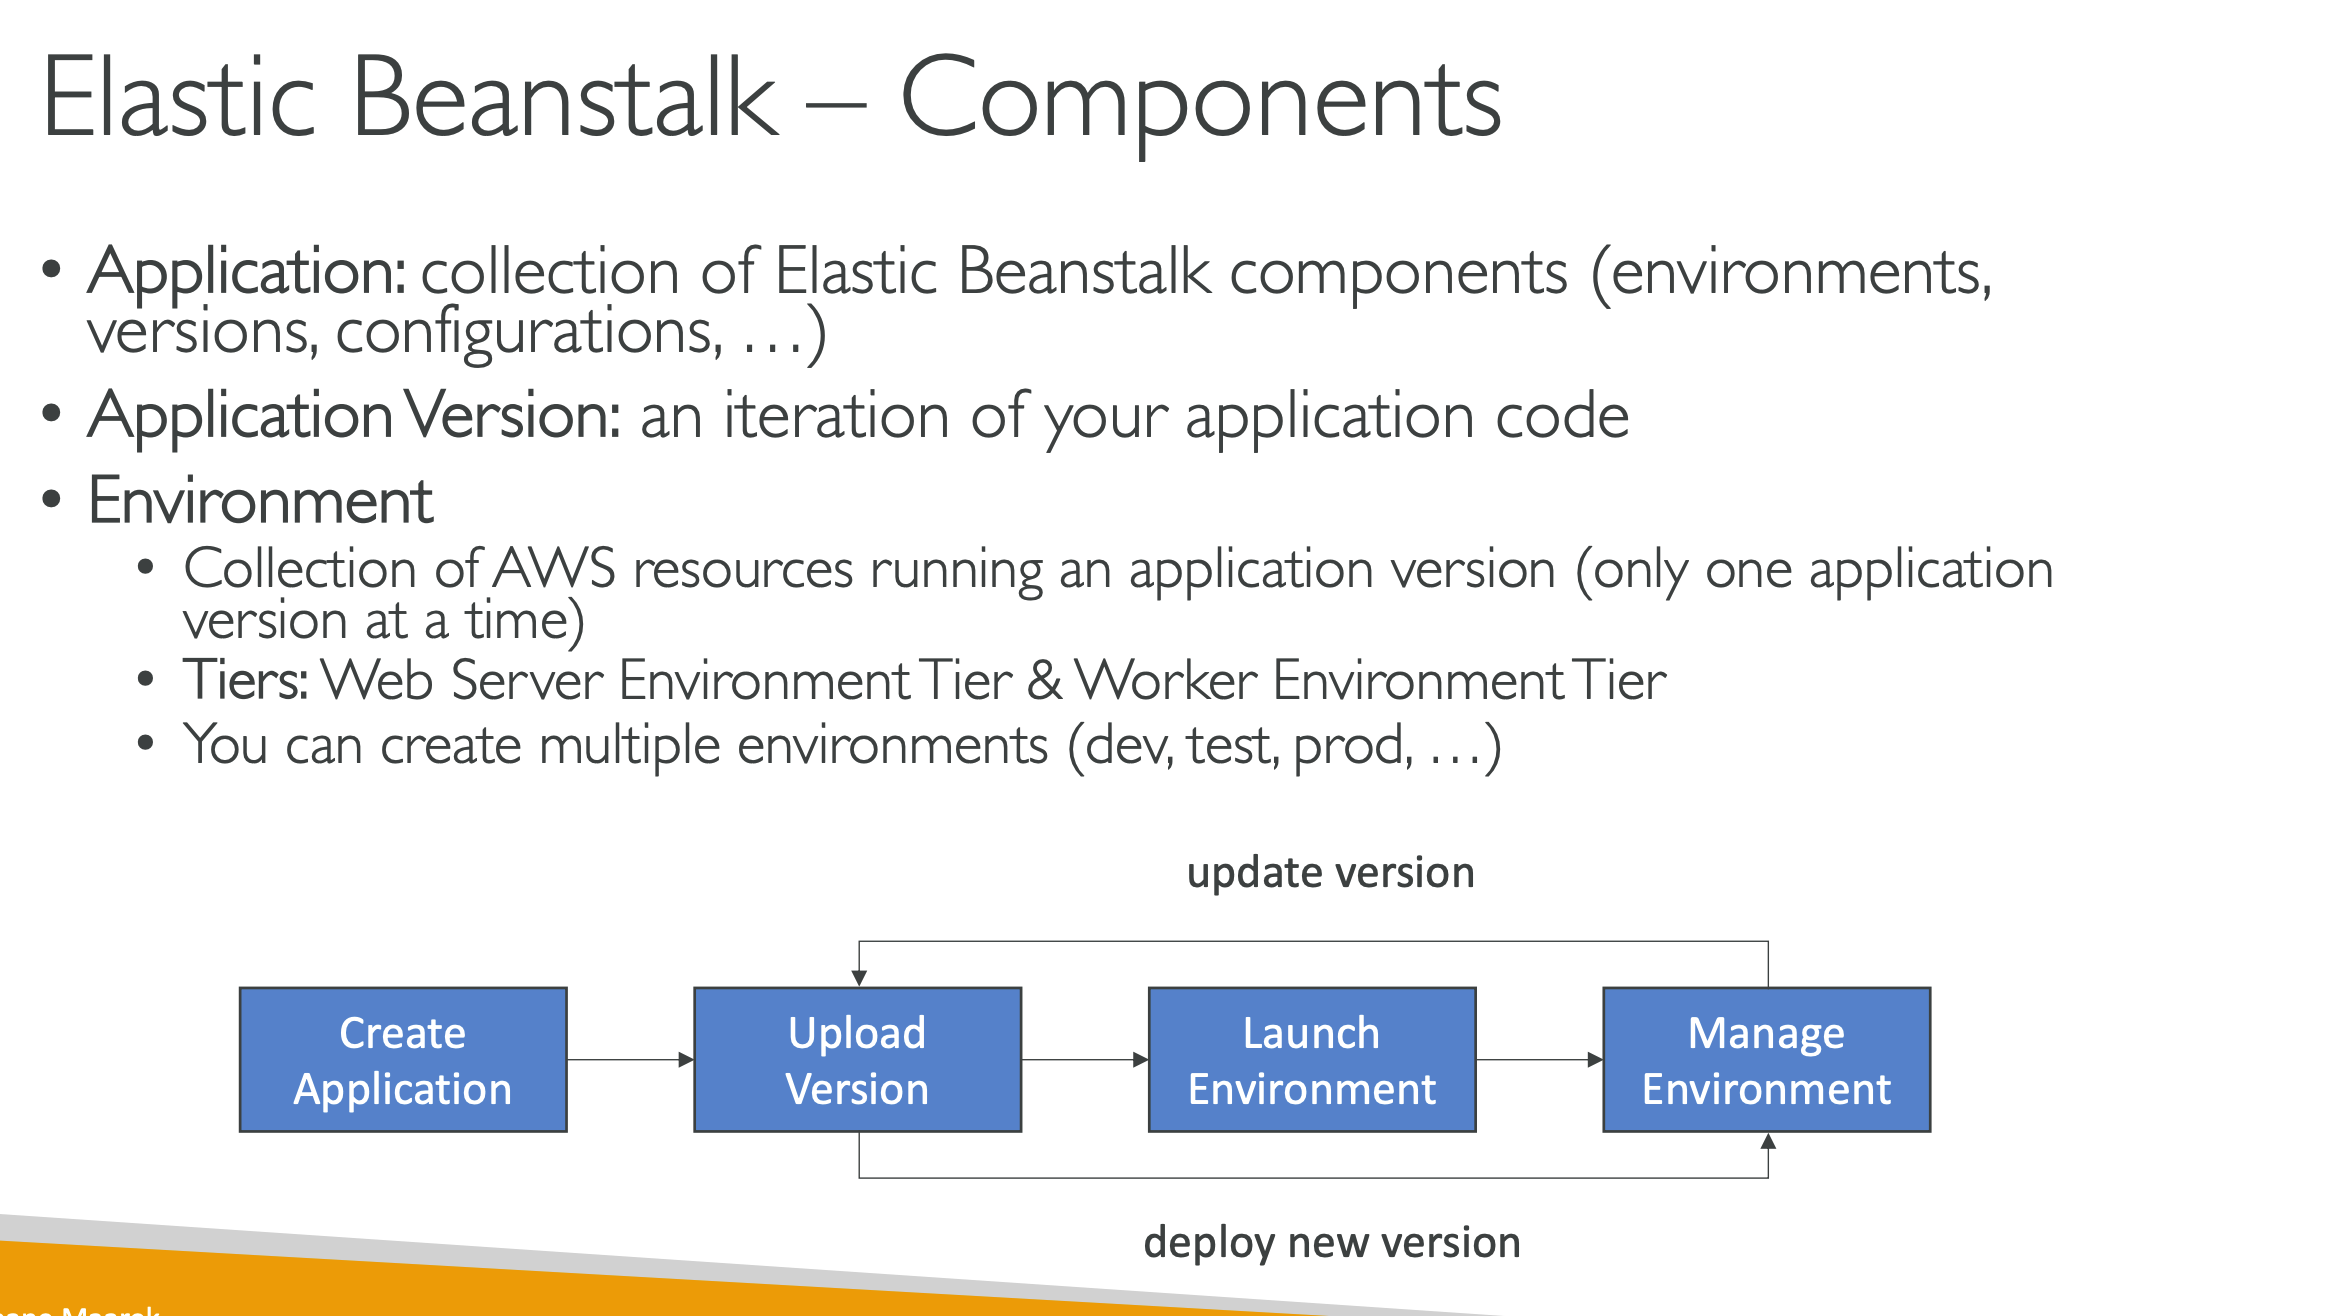 Elastic Beanstalk – Components
• Application: collection of Elastic Beanstalk components (environments,
versions, configurations, …)
• Application Version: an iteration of your application code
• Environment
• Collection of AWS resources running an application version (only one application
version at a time)
• Tiers: Web Server Environment Tier & Worker Environment Tier
• You can create multiple environments (dev, test, prod, …)
update version
Create
Application
Upload
Version
Launch
Environment
Manage
Environment
deploy new version